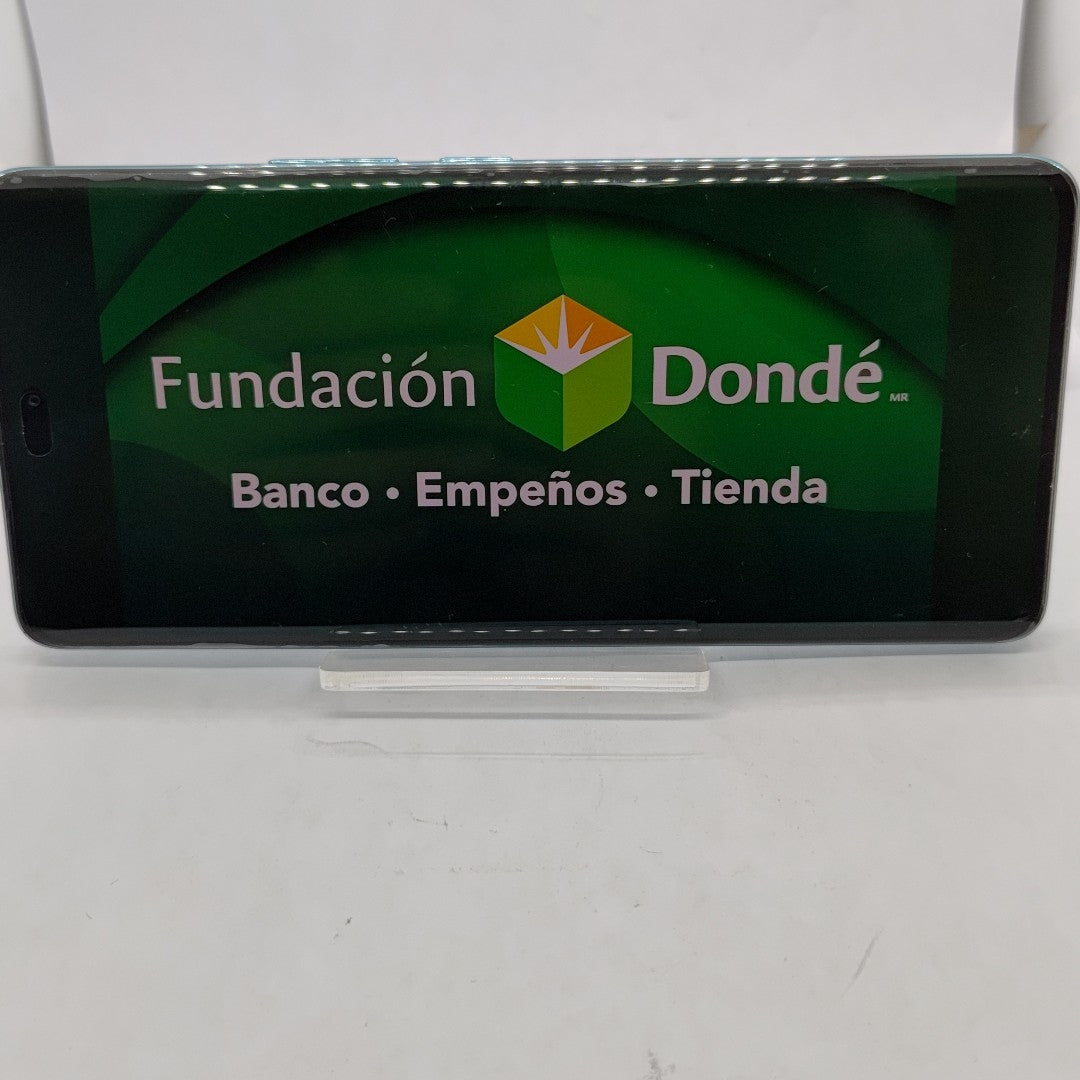 Fundación Dondé MR
Banco • Empeños • Tienda